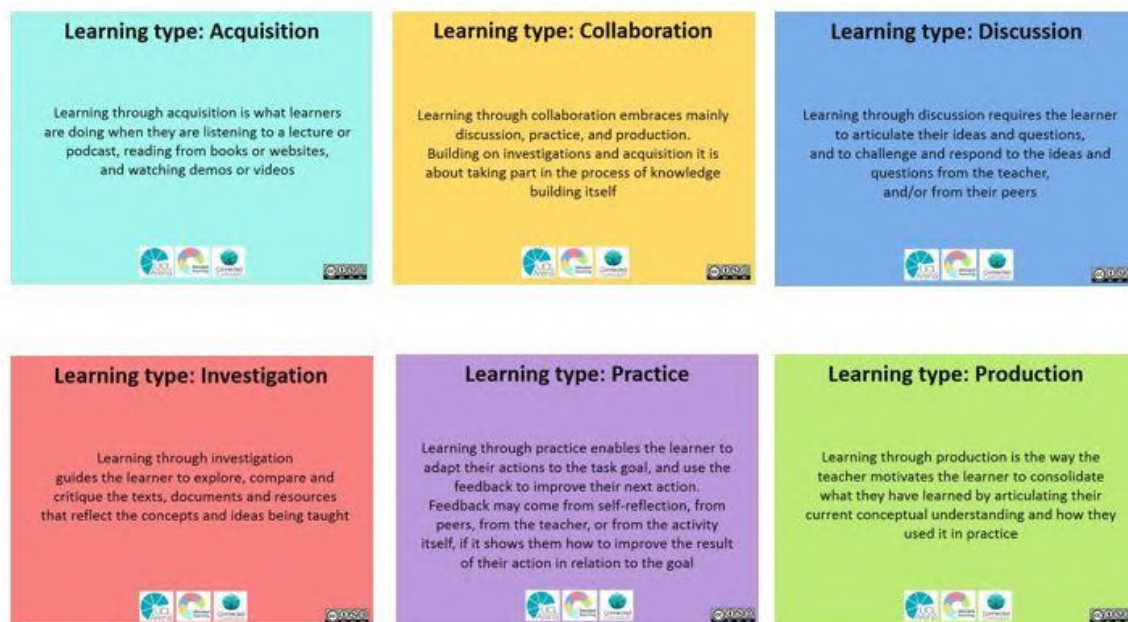 Learning type: Acquisition
Learning through acquisition is what learners
are doing when they are listening to a lecture or
podcast, reading from books or websites,
and watching demos or videos
Learning type: Collaboration
Learning through collaboration embraces mainly
discussion, practice, and production.
Building on investigations and acquisition it is
about taking part in the process of knowledge
building itself
Learning type: Discussion
Learning through discussion requires the learner
to articulate their ideas and questions,
and to challenge and respond to the ideas and
questions from the teacher,
and/or from their peers
Learning type: Investigation
Learning through investigation
guides the learner to explore, compare and
critique the texts, documents and resources
that reflect the concepts and ideas being taught
Learning type: Practice
Learning through practice enables the learner to
adapt their actions to the task goal, and use the
feedback to improve their next action.
Feedback may come from self-reflection, from
peers, from the teacher, or from the activity
itself, if it shows them how to improve the result
of their action in relation to the goal
Learning type: Production
Learning through production is the way the
teacher motivates the learner to consolidate
what they have learned by articulating their
current conceptual understanding and how they
used it in practice